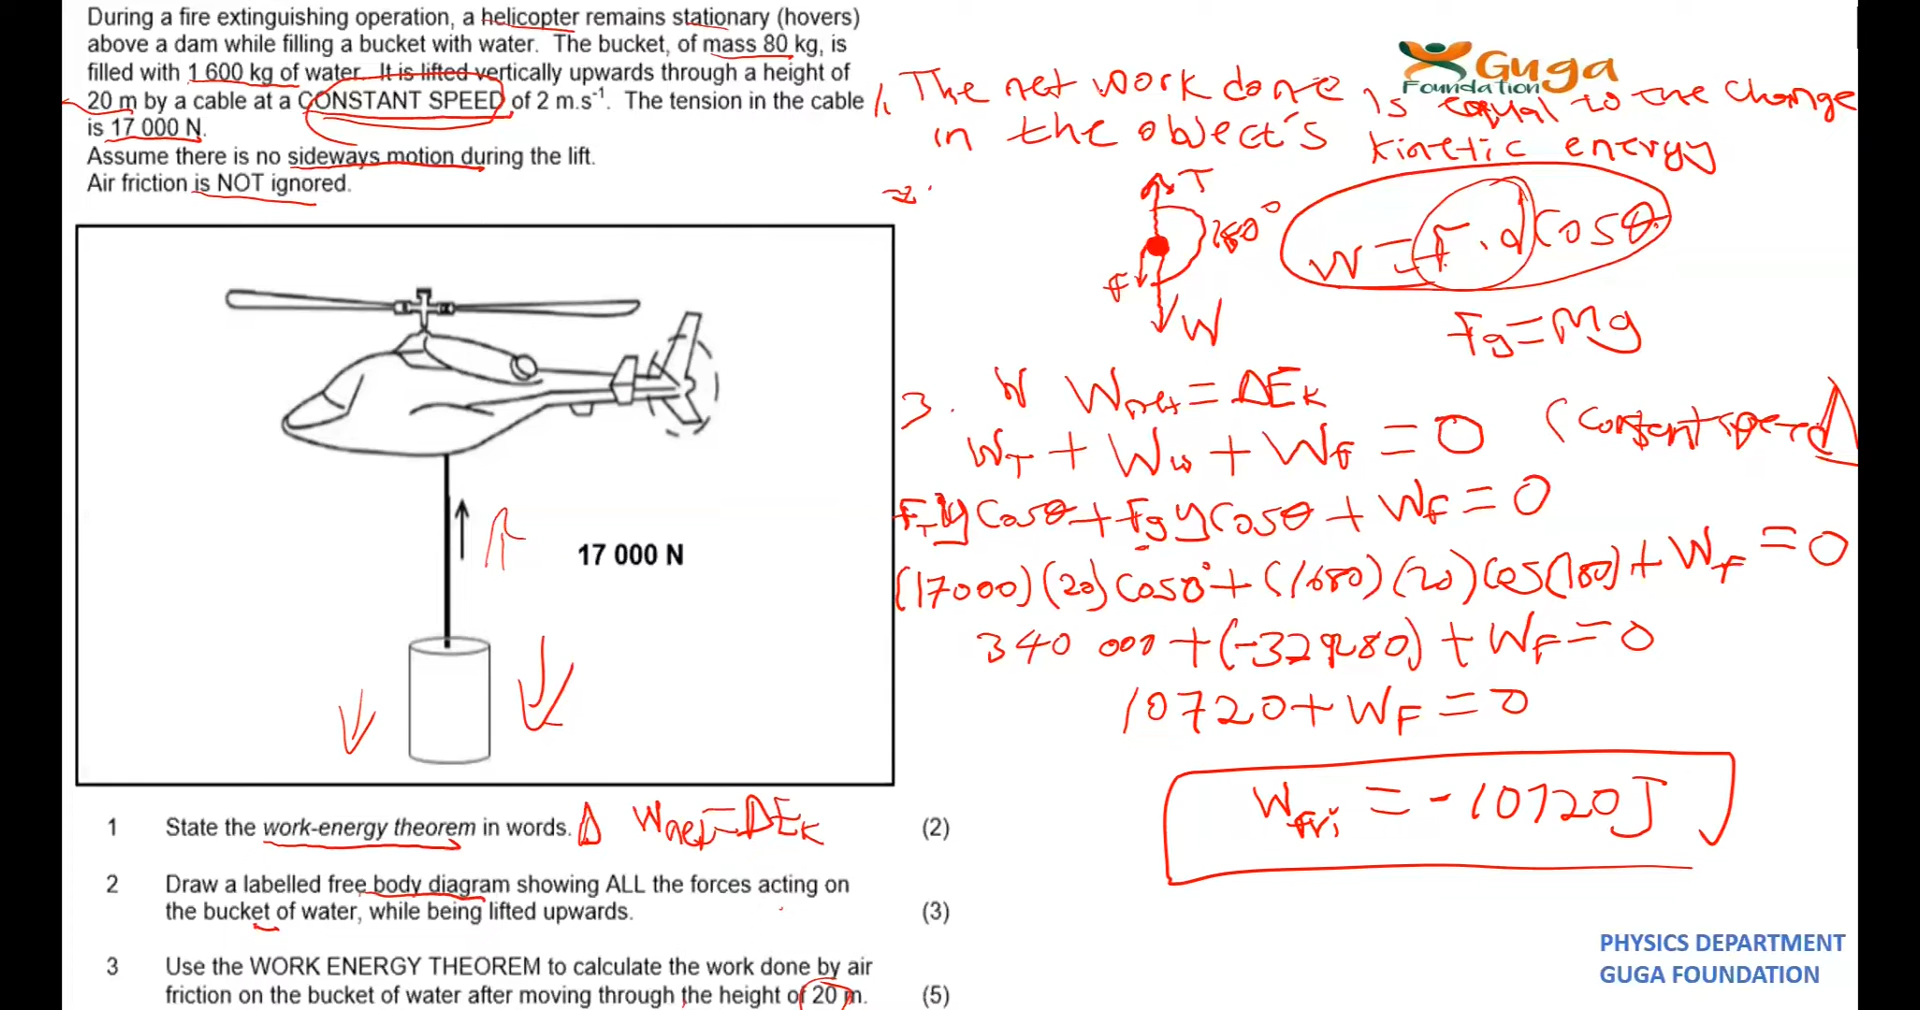 During a fire extinguishing operation, a helicopter remains stationary (hovers)
above a dam while filling a bucket with water. The bucket, of mass 80 kg, is
filled with 1 600 kg of water. It is lifted vertically upwards through a height of
20 m by a cable at a CONSTANT SPEED of 2 m.s⁻¹. The tension in the cable
is 17 000 N.
Assume there is no sideways motion during the lift.
Air friction is NOT ignored.
17 000 N
1 State the work-energy theorem in words. Δ Wnet=ΔEk (2)
2 Draw a labelled free body diagram showing ALL the forces acting on
the bucket of water, while being lifted upwards. (3)
3 Use the WORK ENERGY THEOREM to calculate the work done by air
friction on the bucket of water after moving through the height of 20 m. (5)
Guga
Foundation
1. The net work done is equal to the change
in the object's kinetic energy
2.
T
180°
F
W
W = F.dcosθ
Fg=Mg
3. W Wnet = ΔEk
WT + Ww + Wf = 0 (constant speed)
FTycosθ + Fgycosθ + Wf = 0
(17000)(20)cos0° + (1680)(20)cos(180) + Wf = 0
340 000 + (-329280) + WF = 0
10720 + WF = 0
Wfri = -10720J
PHYSICS DEPARTMENT
GUGA FOUNDATION